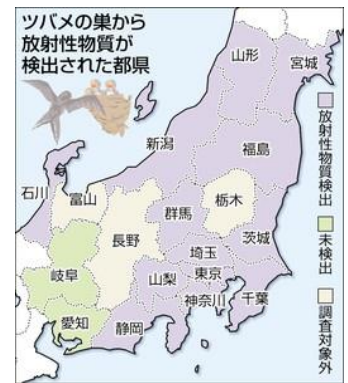 ツバメの巣から
放射性物質が
検出された都県
山形
宮城
新潟
福島
石川
富山
栃木
群馬
長野
茨城
埼玉
岐阜
山梨
東京
神奈川
千葉
愛知
静岡
放射性物質検出
未検出
調査対象外